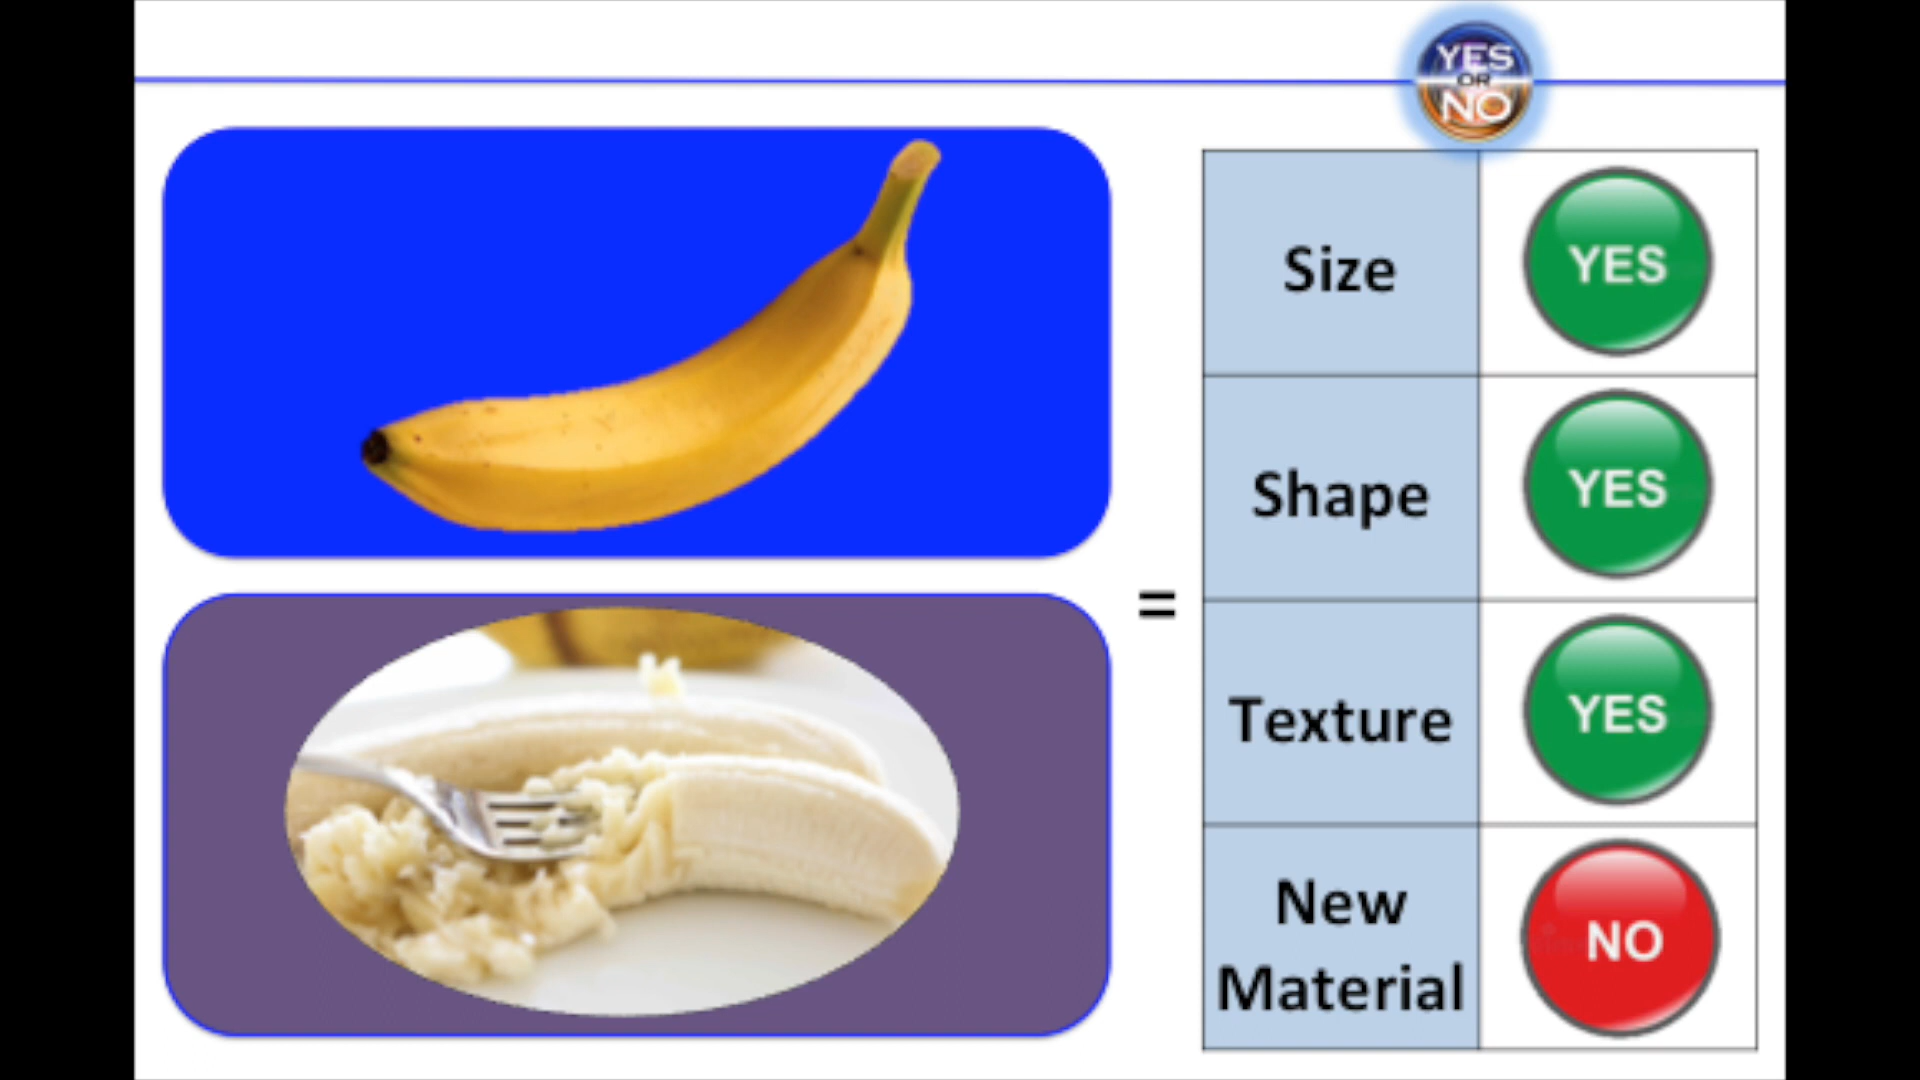 YES
OR
NO
Size
YES
Shape
YES
=
Texture
YES
New
Material
NO